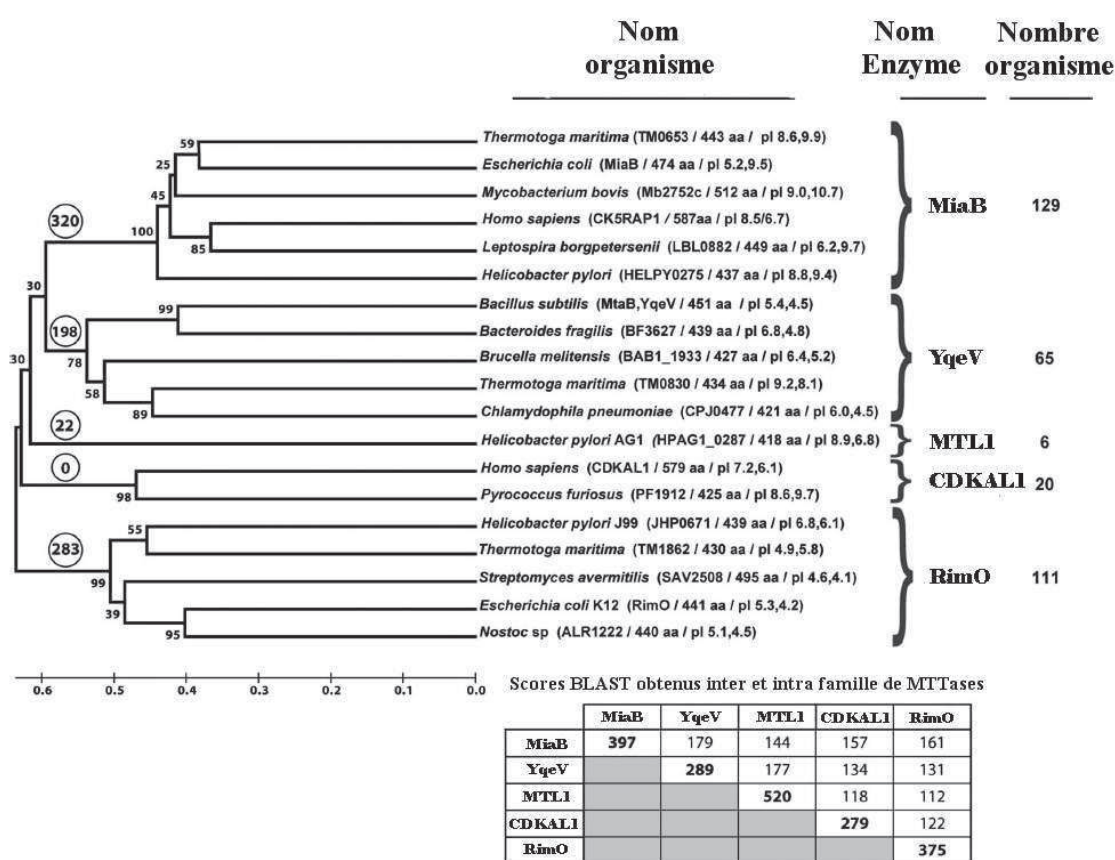 Nom organisme
Nom Enzyme
Nombre organisme
Thermotoga maritima (TM0653 / 443 aa / pI 8.6,9.9)
Escherichia coli (MiaB / 474 aa / pI 5.2,9.5)
Mycobacterium bovis (Mb2752c / 512 aa / pI 9.0,10.7)
Homo sapiens (CK5RAP1 / 587aa / pI 8.5/6.7)
Leptospira borgpetersenii (LBL0882 / 449 aa / pI 6.2,9.7)
Helicobacter pylori (HELPY0275 / 437 aa / pI 8.8,9.4)
MiaB 129
Bacillus subtilis (MtaB,YqeV / 451 aa / pI 5.4,4.5)
Bacteroides fragilis (BF3627 / 439 aa / pI 6.8,4.8)
Brucella melitensis (BAB1_1933 / 427 aa / pI 6.4,5.2)
Thermotoga maritima (TM0830 / 434 aa / pI 9.2,8.1)
Chlamydophila pneumoniae (CPJ0477 / 421 aa / pI 6.0,4.5)
YqeV 65
Helicobacter pylori AG1 (HPAG1_0287 / 418 aa / pI 8.9,6.8)
MTL1 6
Homo sapiens (CDKAL1 / 579 aa / pI 7.2,6.1)
Pyrococcus furiosus (PF1912 / 425 aa / pI 8.6,9.7)
CDKAL1 20
Helicobacter pylori J99 (JHP0671 / 439 aa / pI 6.8,6.1)
Thermotoga maritima (TM1862 / 430 aa / pI 4.9,5.8)
Streptomyces avermitilis (SAV2508 / 495 aa / pI 4.6,4.1)
Escherichia coli K12 (RimO / 441 aa / pI 5.3,4.2)
Nostoc sp (ALR1222 / 440 aa / pI 5.1,4.5)
RimO 111
59
25
45
320
100
85
30
99
198
30
78
58
89
22
0
98
55
283
99
39
95
0.6 0.5 0.4 0.3 0.2 0.1 0.0
Scores BLAST obtenus inter et intra famille de MTTases
MiaB YqeV MTL1 CDKAL1 RimO
MiaB 397 179 144 157 161
YqeV 289 177 134 131
MTL1 520 118 112
CDKAL1 279 122
RimO 375